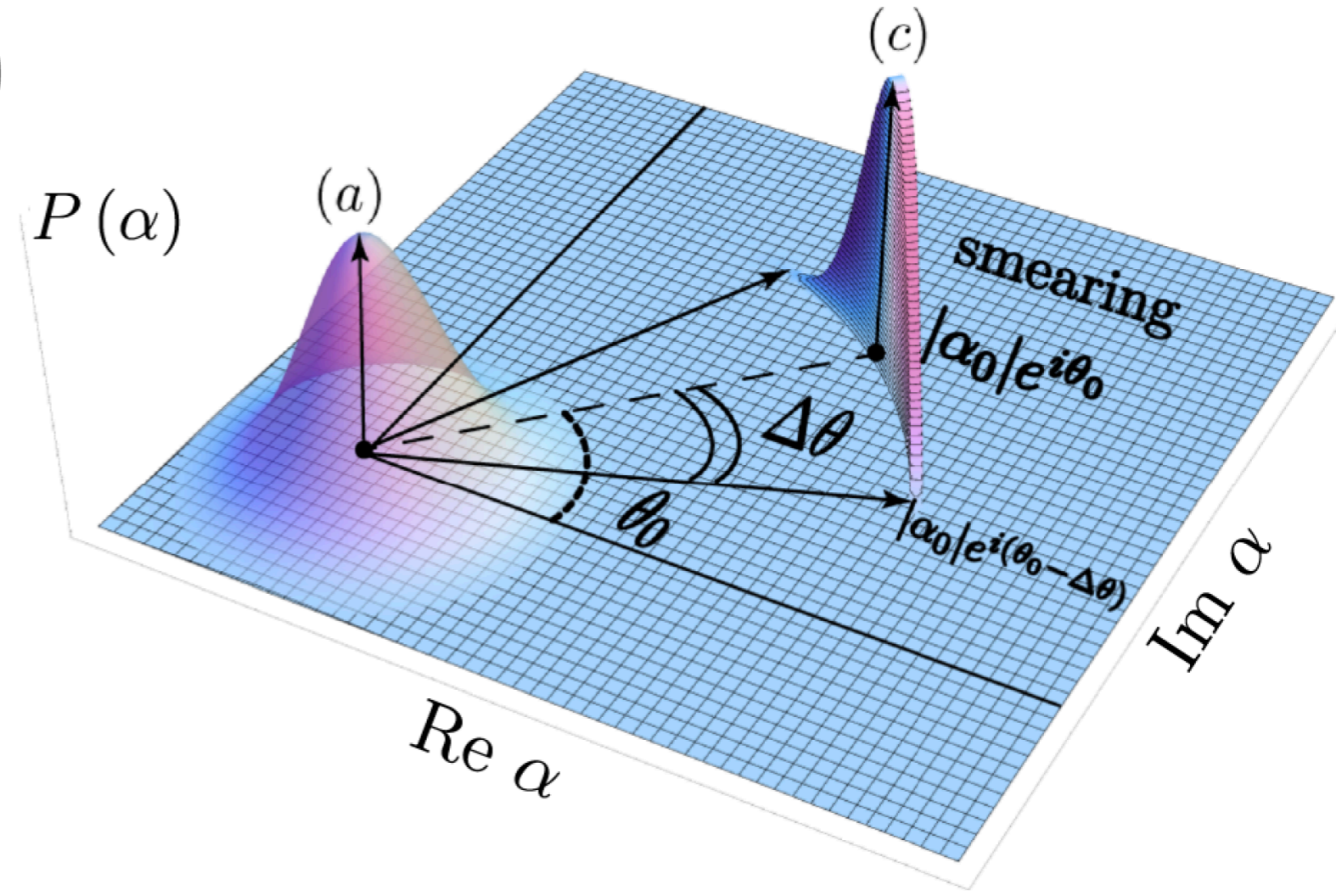 )
(c)
(a)
P (α)
smearing
|α₀|e^{iθ₀}
Δθ
θ₀
|α₀|e^{i(θ₀−Δθ)}
Im α
Re α